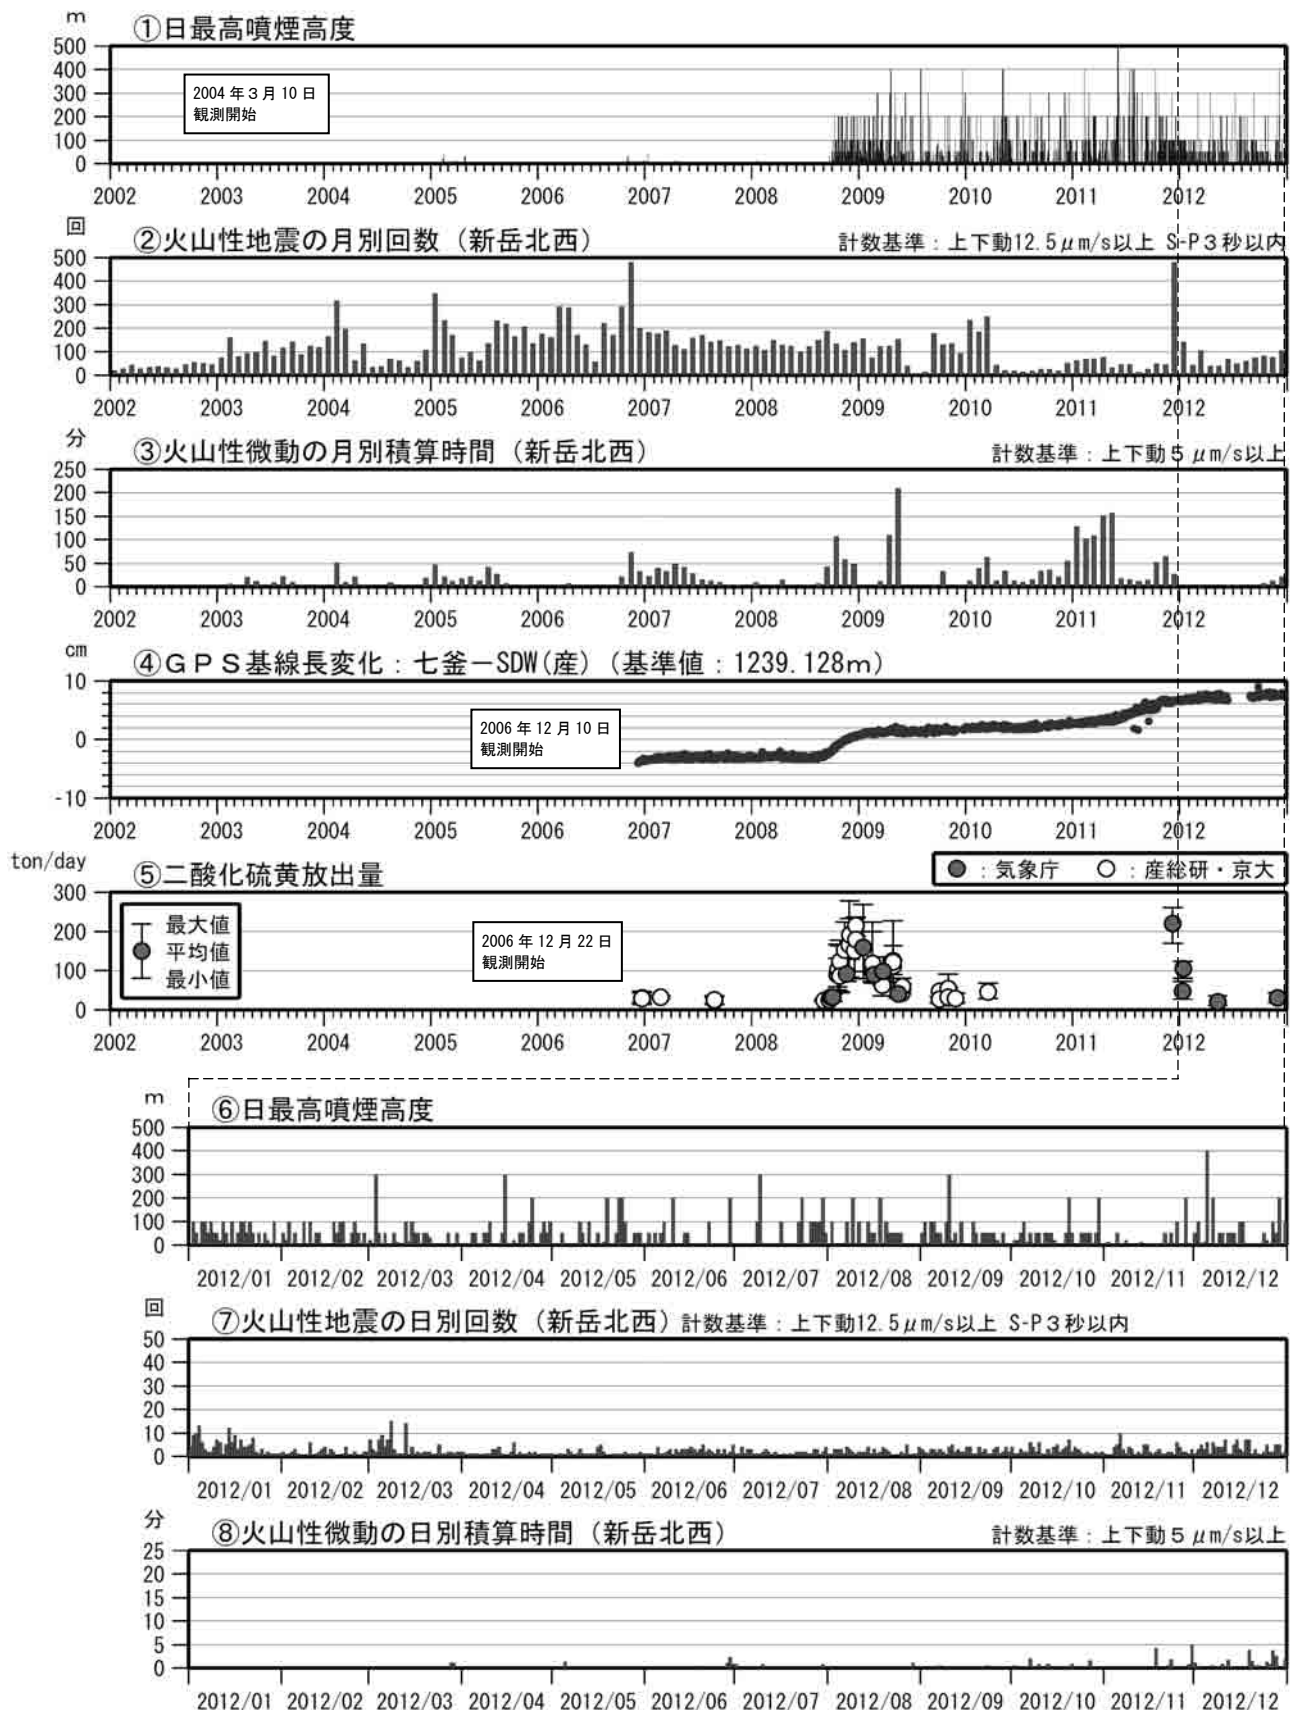 m
①日最高噴煙高度
500
400
300
200
100
0
2004年3月10日
観測開始
2002 2003 2004 2005 2006 2007 2008 2009 2010 2011 2012
回
②火山性地震の月別回数（新岳北西） 計数基準：上下動12.5μm/s以上 S-P3秒以内
500
400
300
200
100
0
2002 2003 2004 2005 2006 2007 2008 2009 2010 2011 2012
分
③火山性微動の月別積算時間（新岳北西） 計数基準：上下動5μm/s以上
250
200
150
100
50
0
2002 2003 2004 2005 2006 2007 2008 2009 2010 2011 2012
cm
④GPS基線長変化：七釜－SDW(産)（基準値：1239.128m）
10
0
-10
2006年12月10日
観測開始
2002 2003 2004 2005 2006 2007 2008 2009 2010 2011 2012
ton/day
⑤二酸化硫黄放出量
：気象庁 ：産総研・京大
300
200
100
0
最大値
平均値
最小値
2006年12月22日
観測開始
2002 2003 2004 2005 2006 2007 2008 2009 2010 2011 2012
m
⑥日最高噴煙高度
500
400
300
200
100
0
2012/01 2012/02 2012/03 2012/04 2012/05 2012/06 2012/07 2012/08 2012/09 2012/10 2012/11 2012/12
回
⑦火山性地震の日別回数（新岳北西）計数基準：上下動12.5μm/s以上 S-P3秒以内
50
40
30
20
10
0
2012/01 2012/02 2012/03 2012/04 2012/05 2012/06 2012/07 2012/08 2012/09 2012/10 2012/11 2012/12
分
⑧火山性微動の日別積算時間（新岳北西） 計数基準：上下動5μm/s以上
25
20
15
10
5
0
2012/01 2012/02 2012/03 2012/04 2012/05 2012/06 2012/07 2012/08 2012/09 2012/10 2012/11 2012/12